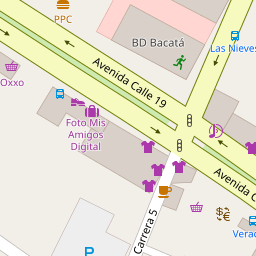 PPC
BD Bacatá
Las Nieves
Avenida Calle 19
Oxxo
Foto Mis
Amigos
Digital
Avenida C
Carrera 5
Verac
P